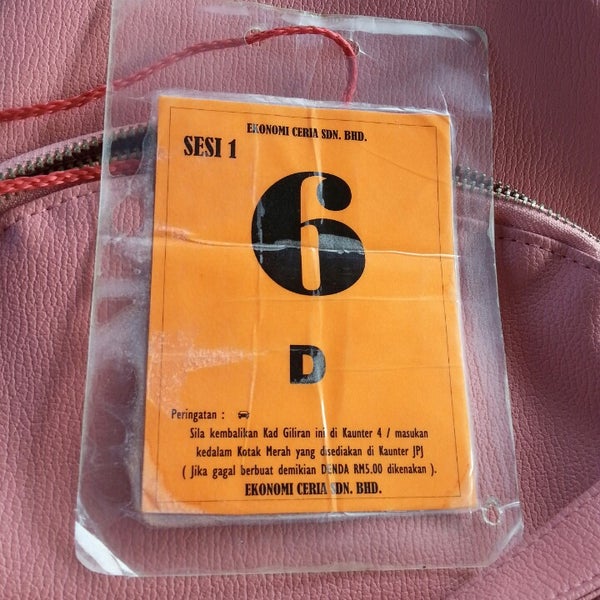 EKONOMI CERIA SDN. BHD.
SESI 1
6
D
Peringatan :
Sila kembalikan Kad Giliran ini di Kaunter 4 / masukan
kedalam Kotak Merah yang disediakan di Kaunter JPJ
( Jika gagal berbuat demikian DENDA RM5.00 dikenakan ).
EKONOMI CERIA SDN. BHD.